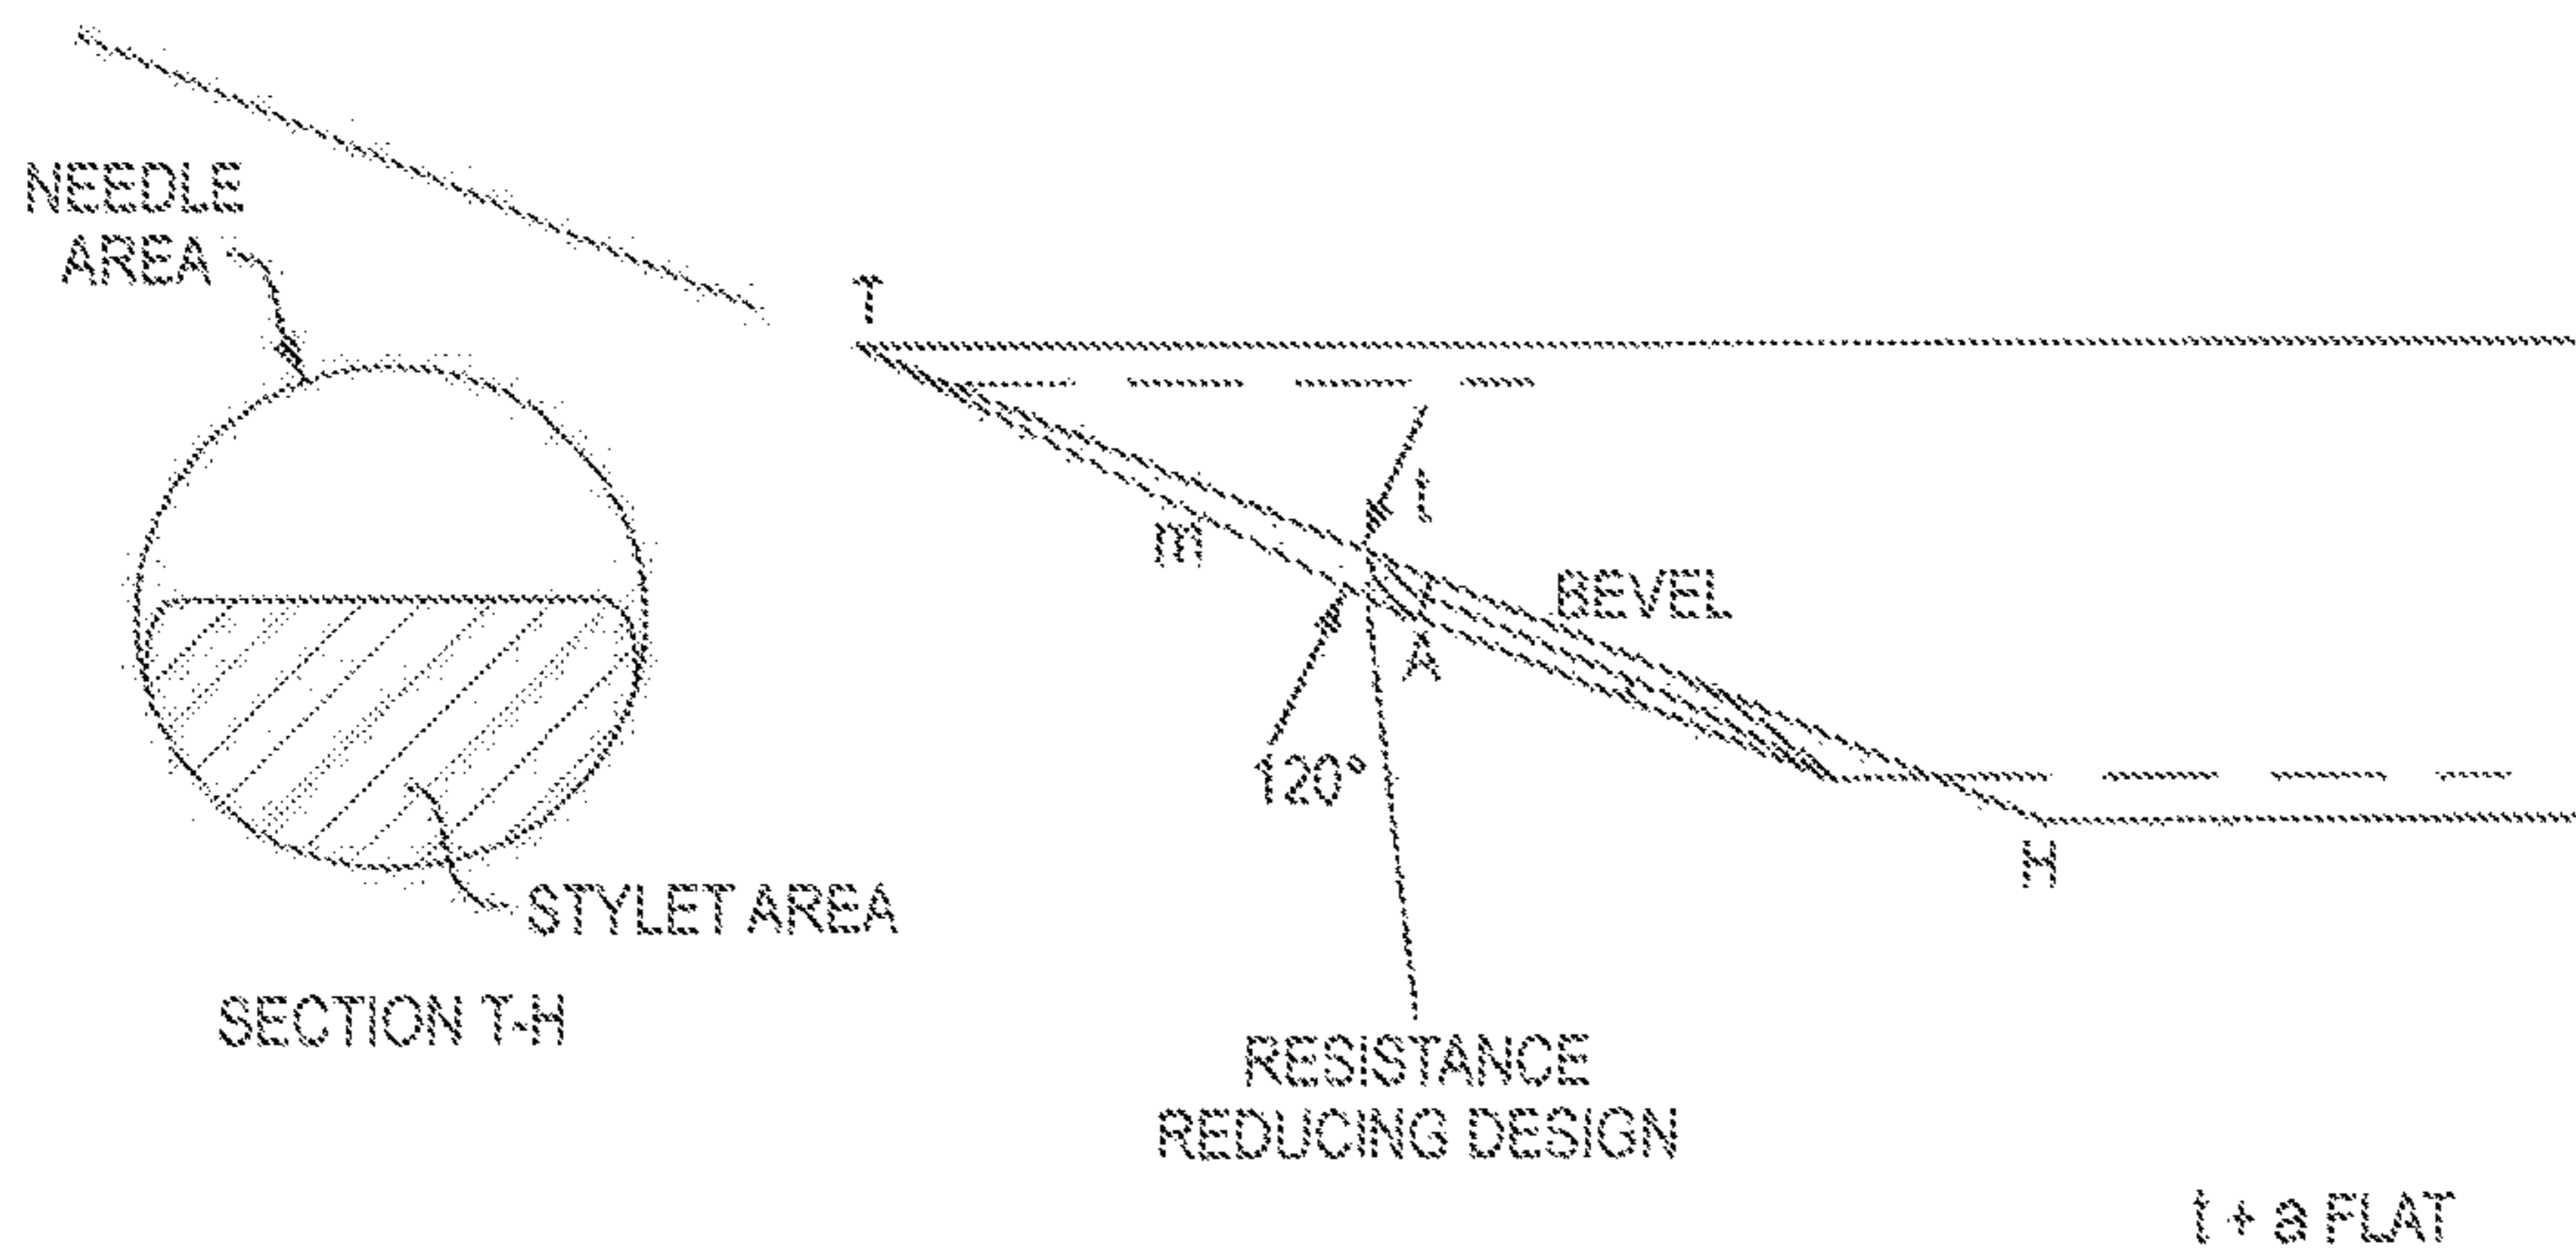 NEEDLE
AREA
T
t
m
BEVEL
A
120°
H
STYLET AREA
SECTION T-H
RESISTANCE
REDUCING DESIGN
t + a FLAT